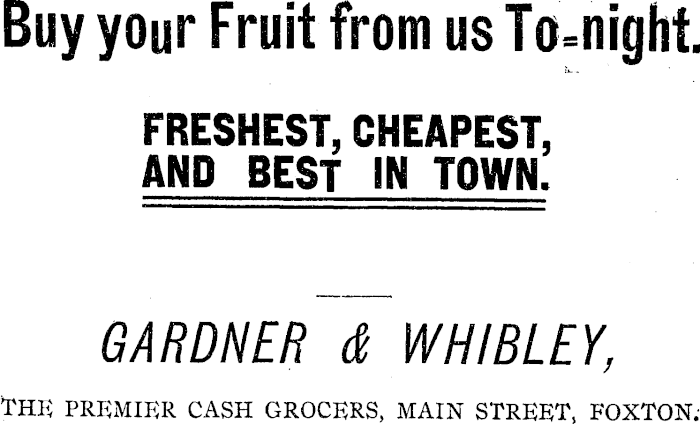 Buy your Fruit from us To=night.
FRESHEST, CHEAPEST,
AND BEST IN TOWN.
GARDNER & WHIBLEY,
THE PREMIER CASH GROCERS, MAIN STREET, FOXTON.